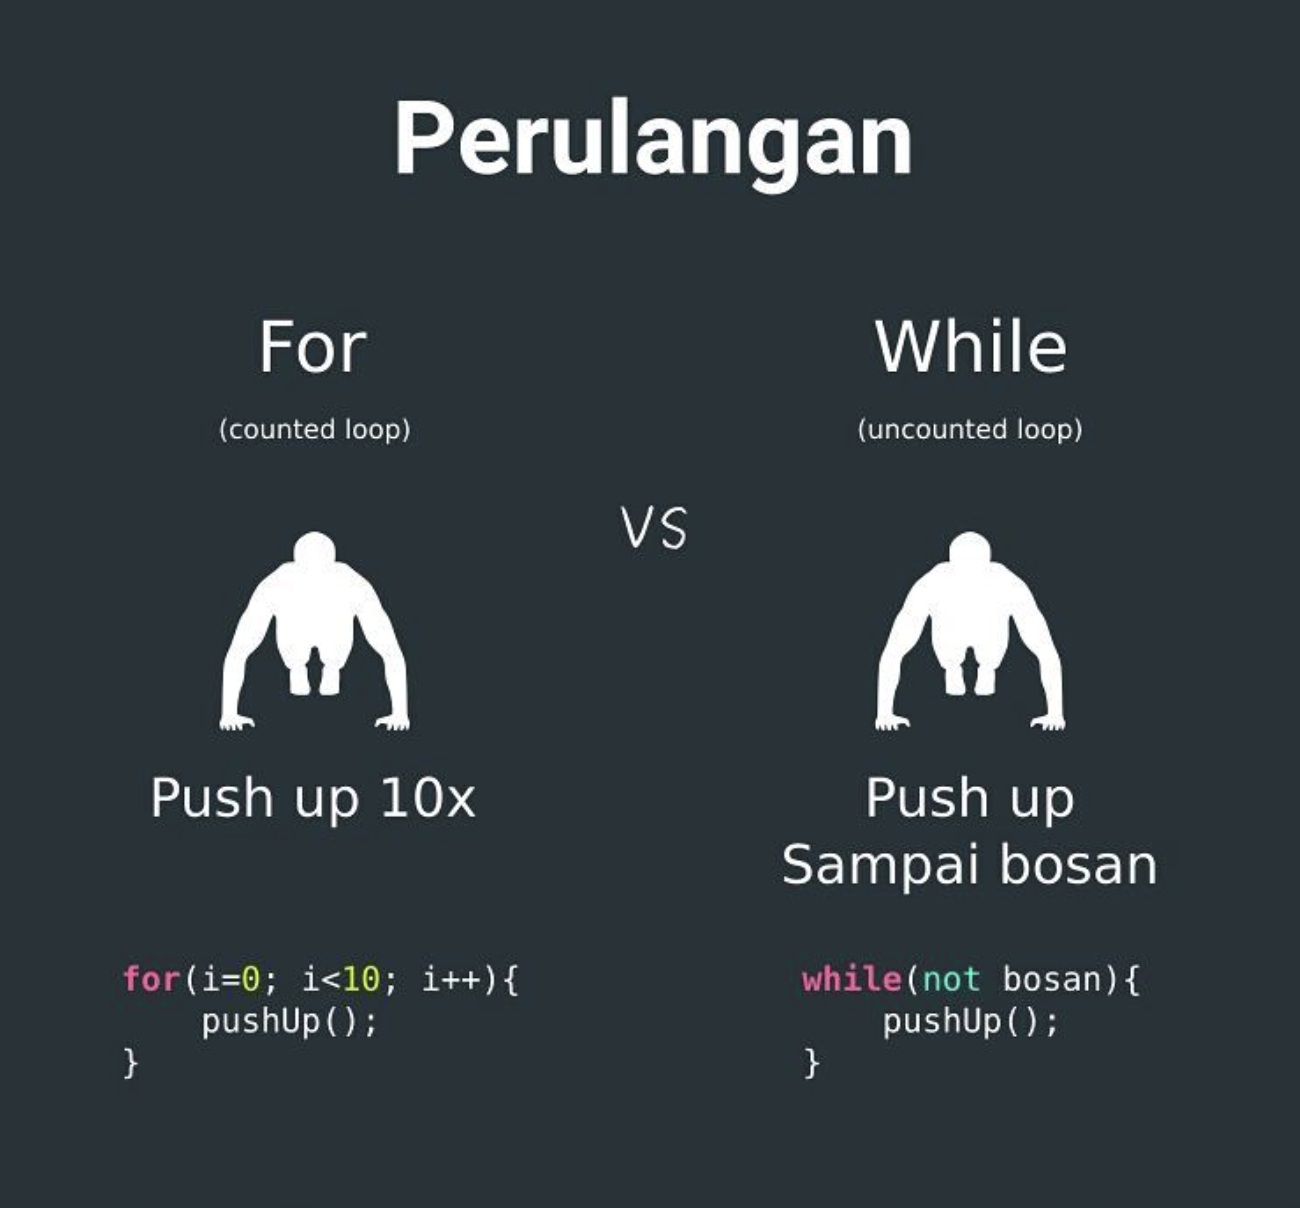 Perulangan
For
(counted loop)
VS
While
(uncounted loop)
Push up 10x
Push up
Sampai bosan
for(i=0; i<10; i++){
    pushUp();
}
while(not bosan){
    pushUp();
}